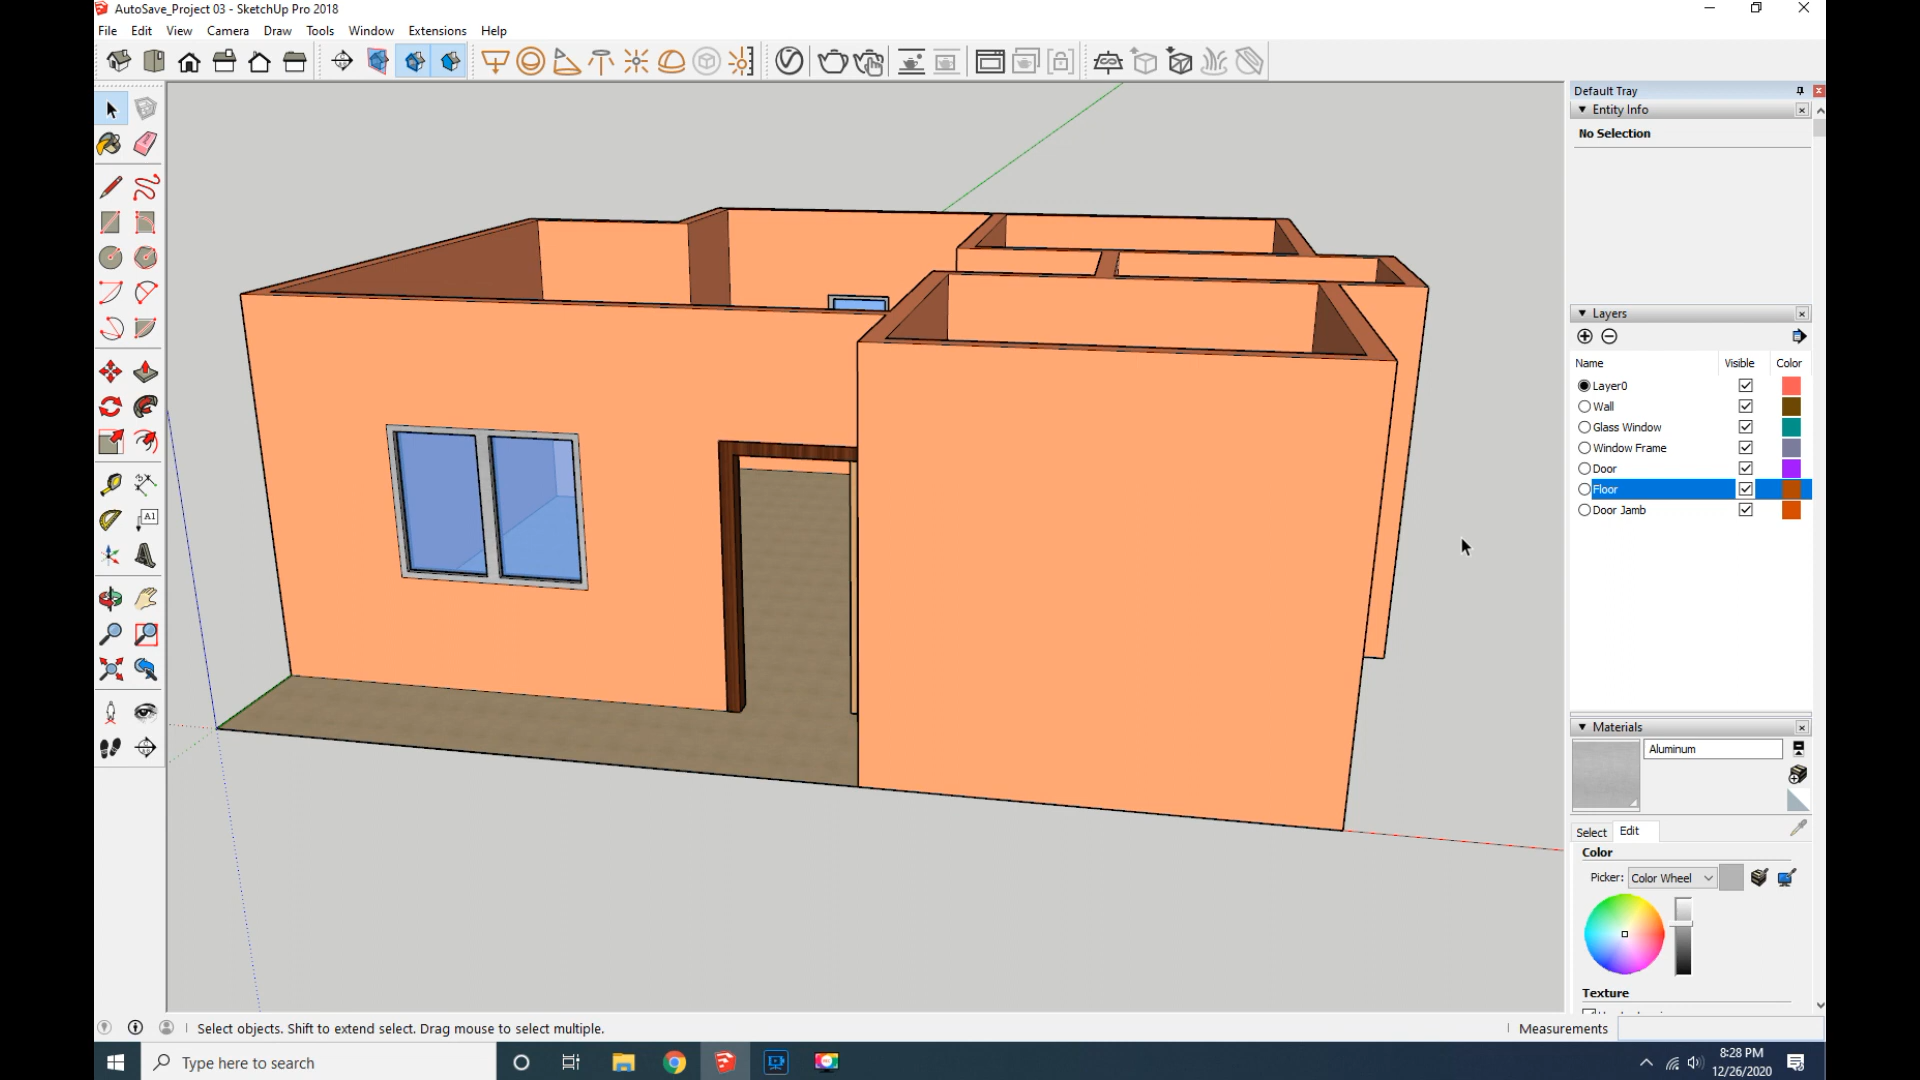 AutoSave_Project 03 - SketchUp Pro 2018
File Edit View Camera Draw Tools Window Extensions Help
Default Tray
Entity Info
No Selection
Layers
Name Visible Color
Layer0
Wall
Glass Window
Window Frame
Door
Floor
Door Jamb
Materials
Aluminum
Select Edit
Color
Picker: Color Wheel
Texture
A1
Select objects. Shift to extend select. Drag mouse to select multiple.
Measurements
Type here to search
8:28 PM
12/26/2020